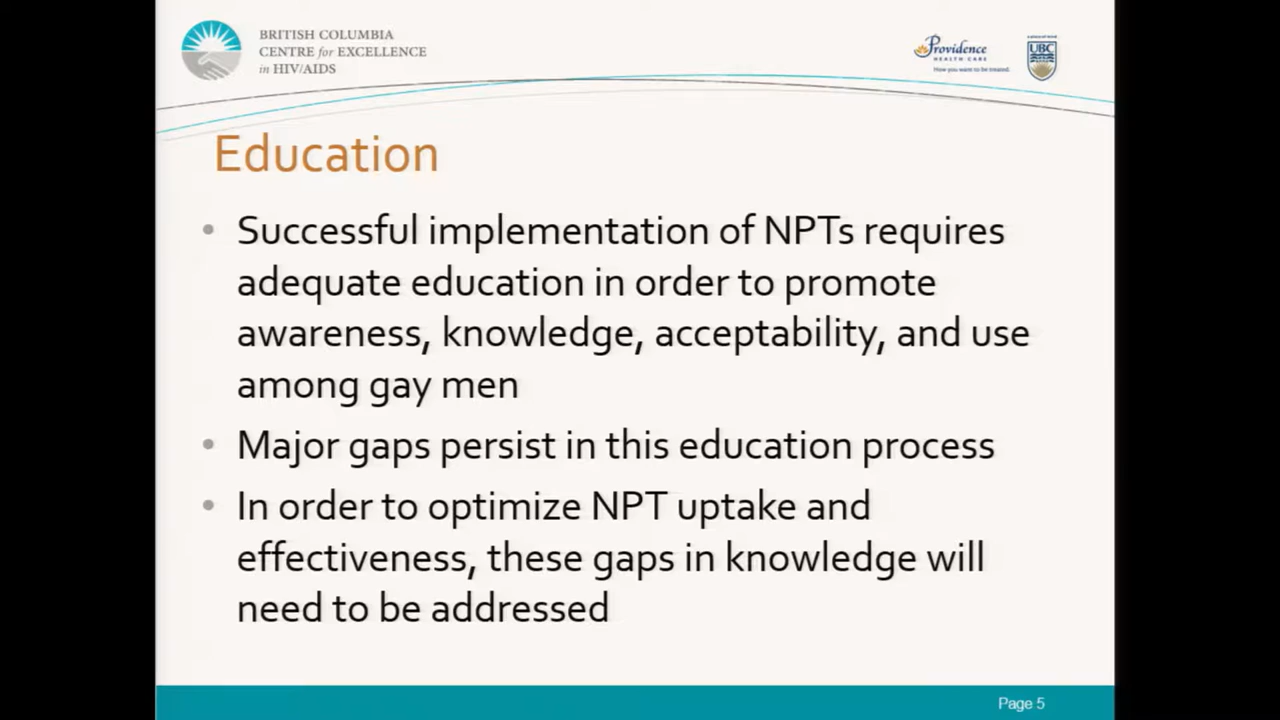 BRITISH COLUMBIA
CENTRE for EXCELLENCE
in HIV/AIDS
Providence
HEALTH CARE
How you want to be treated.
UBC
Education
• Successful implementation of NPTs requires
adequate education in order to promote
awareness, knowledge, acceptability, and use
among gay men
• Major gaps persist in this education process
• In order to optimize NPT uptake and
effectiveness, these gaps in knowledge will
need to be addressed
Page 5